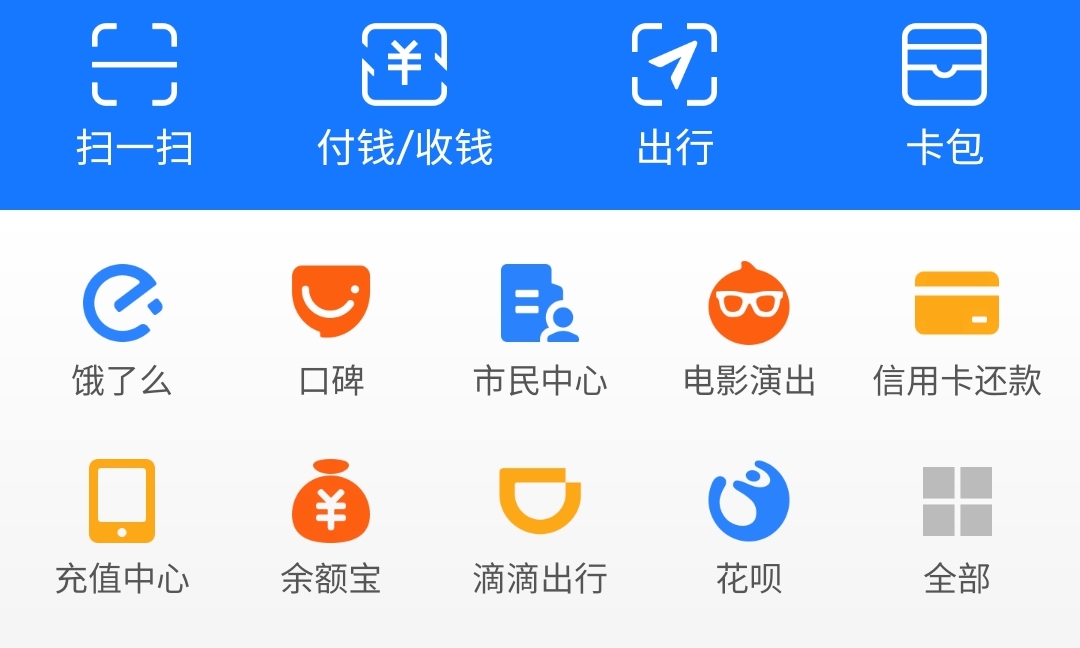 扫一扫 付钱/收钱 出行 卡包
饿了么 口碑 市民中心 电影演出 信用卡还款
充值中心 余额宝 滴滴出行 花呗 全部